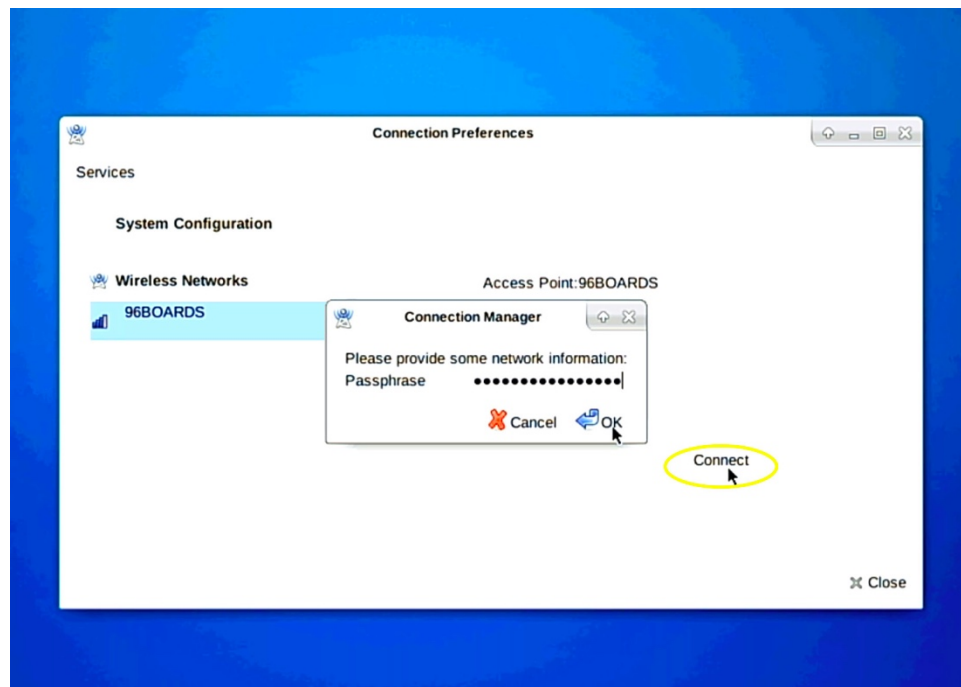 Connection Preferences
Services
System Configuration
Wireless Networks
Access Point:96BOARDS
96BOARDS
Connection Manager
Please provide some network information:
Passphrase ●●●●●●●●●●●●●●●●
Cancel OK
Connect
Close